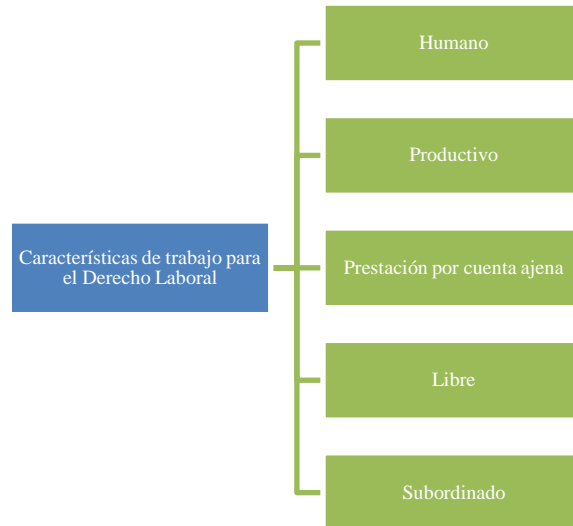 Humano
Productivo
Características de trabajo para
el Derecho Laboral
Prestación por cuenta ajena
Libre
Subordinado